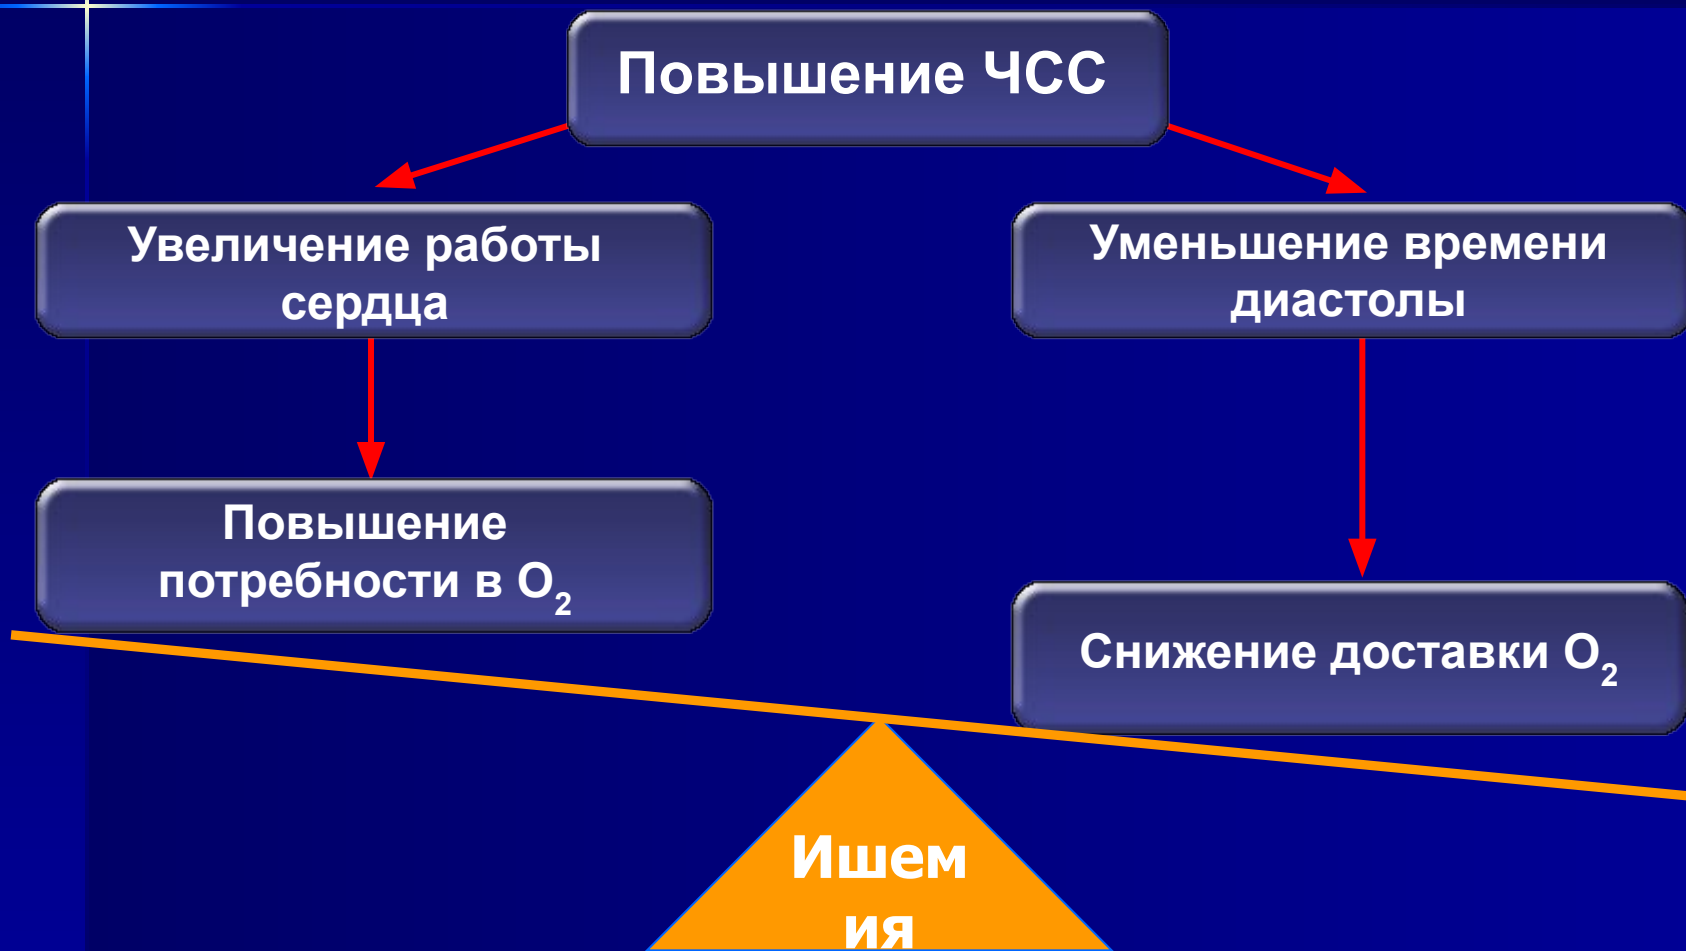 Повышение ЧСС
Увеличение работы
сердца
Уменьшение времени
диастолы
Повышение
потребности в O₂
Снижение доставки O₂
Ишем
ия